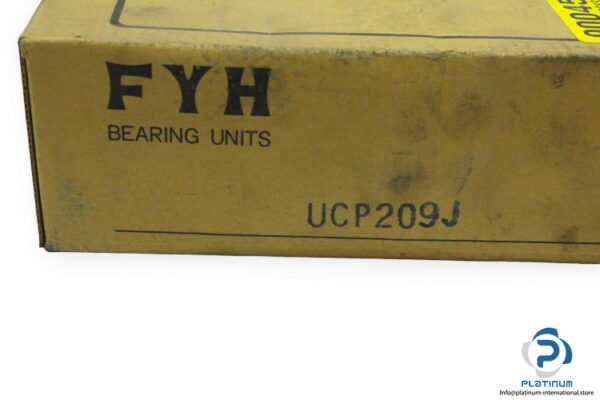 FYH
BEARING UNITS
UCP209J
PLATINUM
Info@platinum-international.store